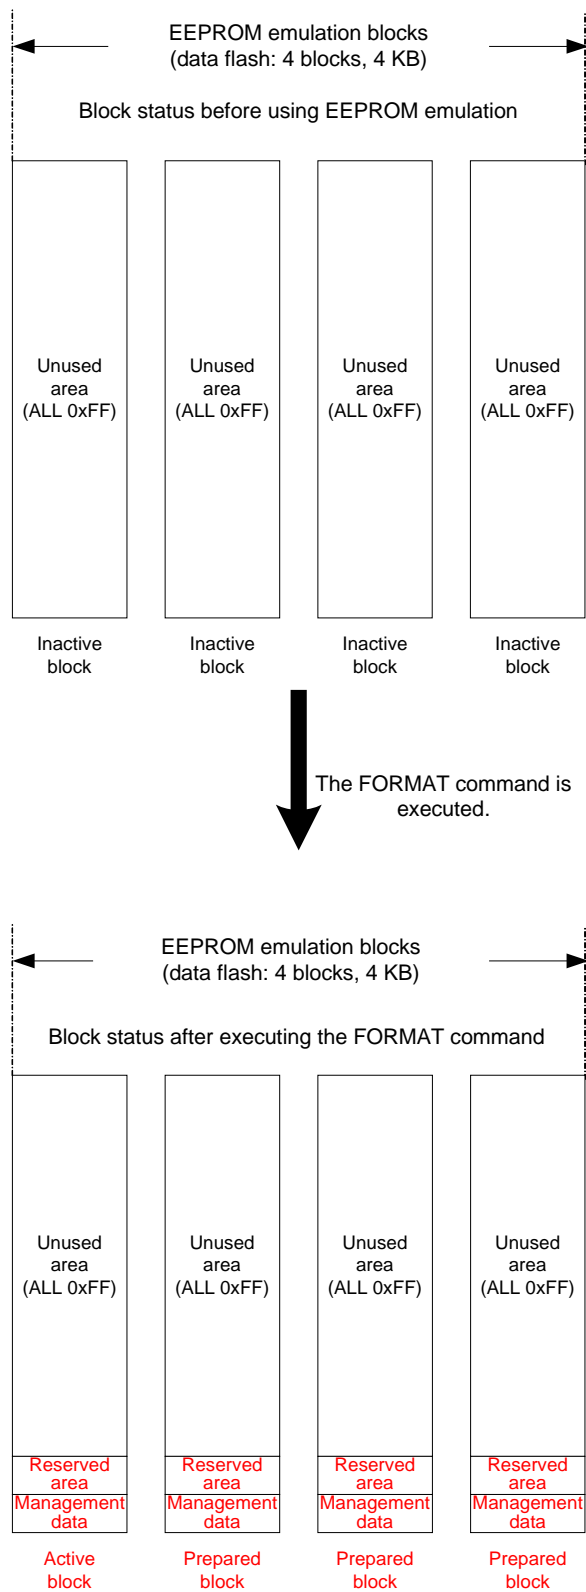 EEPROM emulation blocks
(data flash: 4 blocks, 4 KB)
Block status before using EEPROM emulation
Unused
area
(ALL 0xFF)
Unused
area
(ALL 0xFF)
Unused
area
(ALL 0xFF)
Unused
area
(ALL 0xFF)
Inactive
block
Inactive
block
Inactive
block
Inactive
block
The FORMAT command is
executed.
EEPROM emulation blocks
(data flash: 4 blocks, 4 KB)
Block status after executing the FORMAT command
Unused
area
(ALL 0xFF)
Unused
area
(ALL 0xFF)
Unused
area
(ALL 0xFF)
Unused
area
(ALL 0xFF)
Reserved
area
Reserved
area
Reserved
area
Reserved
area
Management
data
Management
data
Management
data
Management
data
Active
block
Prepared
block
Prepared
block
Prepared
block